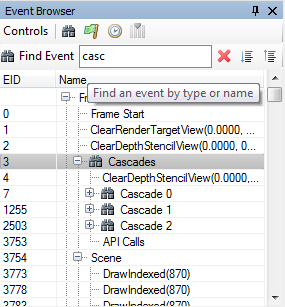 Event Browser
Controls
Find Event casc
EID Name
Find an event by type or name
0 Frame Start
1 ClearRenderTargetView(0.0000, ...
2 ClearDepthStencilView(0.0000, ...
3 Cascades
4 ClearDepthStencilView(0.0000,...
7 Cascade 0
1255 Cascade 1
2503 Cascade 2
3753 API Calls
3754 Scene
3773 DrawIndexed(870)
3778 DrawIndexed(870)
3783 DrawIndexed(870)